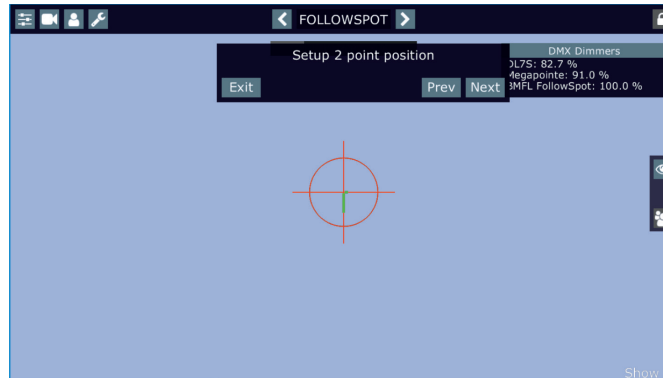 FOLLOWSPOT
Setup 2 point position
Exit
Prev
Next
DMX Dimmers
DL7S: 82.7 %
Megapointe: 91.0 %
BMFL FollowSpot: 100.0 %
Show